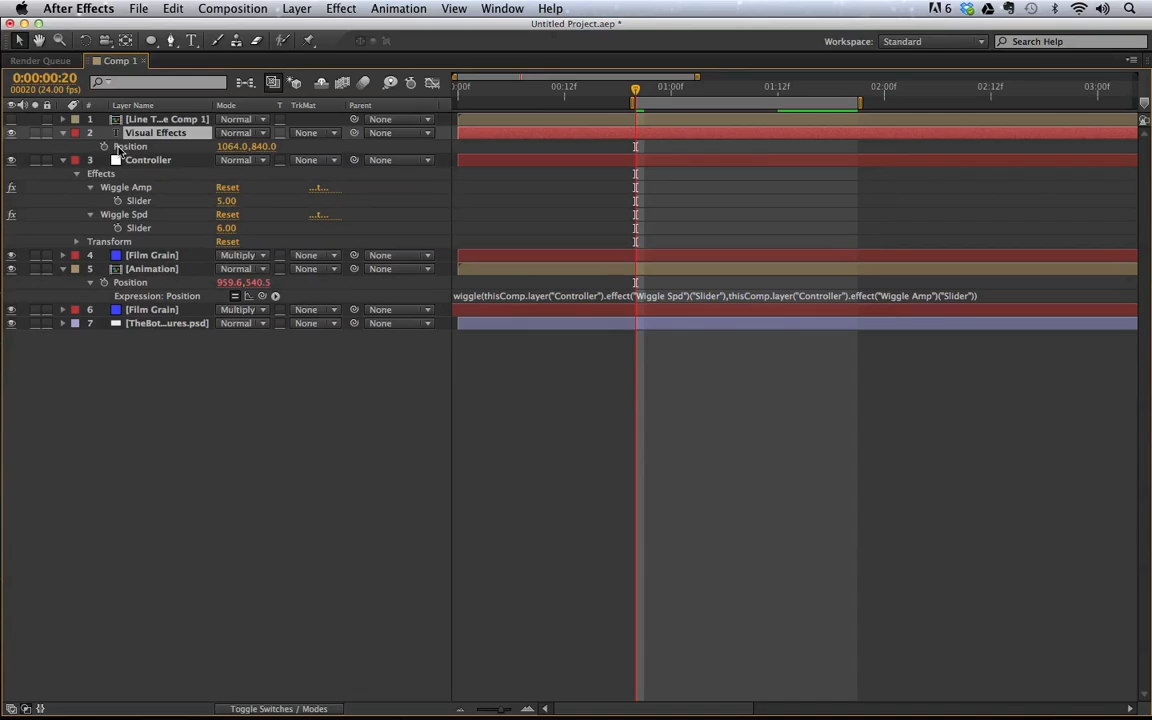 After Effects File Edit Composition Layer Effect Animation View Window Help 6
Untitled Project.aep *
Workspace: Standard Search Help
Render Queue Comp 1
0:00:00:20
00020 (24.00 fps)
:00f 00:12f 01:00f 01:12f 02:00f 02:12f 03:00f
# Layer Name Mode T TrkMat Parent
1 [Line T...e Comp 1] Normal None
2 T Visual Effects Normal None None
Position 1064.0,840.0
3 Controller Normal None None
Effects
fx Wiggle Amp Reset ...t...
Slider 5.00
fx Wiggle Spd Reset ...t...
Slider 6.00
Transform Reset
4 [Film Grain] Multiply None None
5 [Animation] Normal None None
Position 959.6,540.5
Expression: Position wiggle(thisComp.layer("Controller").effect("Wiggle Spd")("Slider"),thisComp.layer("Controller").effect("Wiggle Amp")("Slider"))
6 [Film Grain] Multiply None None
7 [TheBot...ures.psd] Normal None None
Toggle Switches / Modes